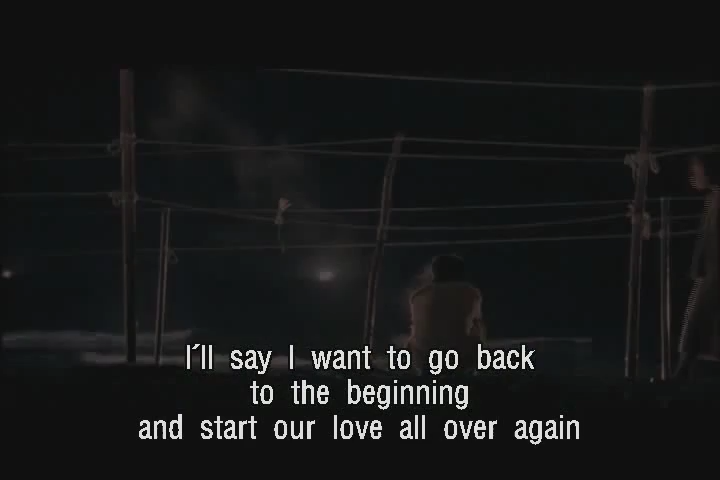 I´ll say I want to go back
to the beginning
and start our love all over again